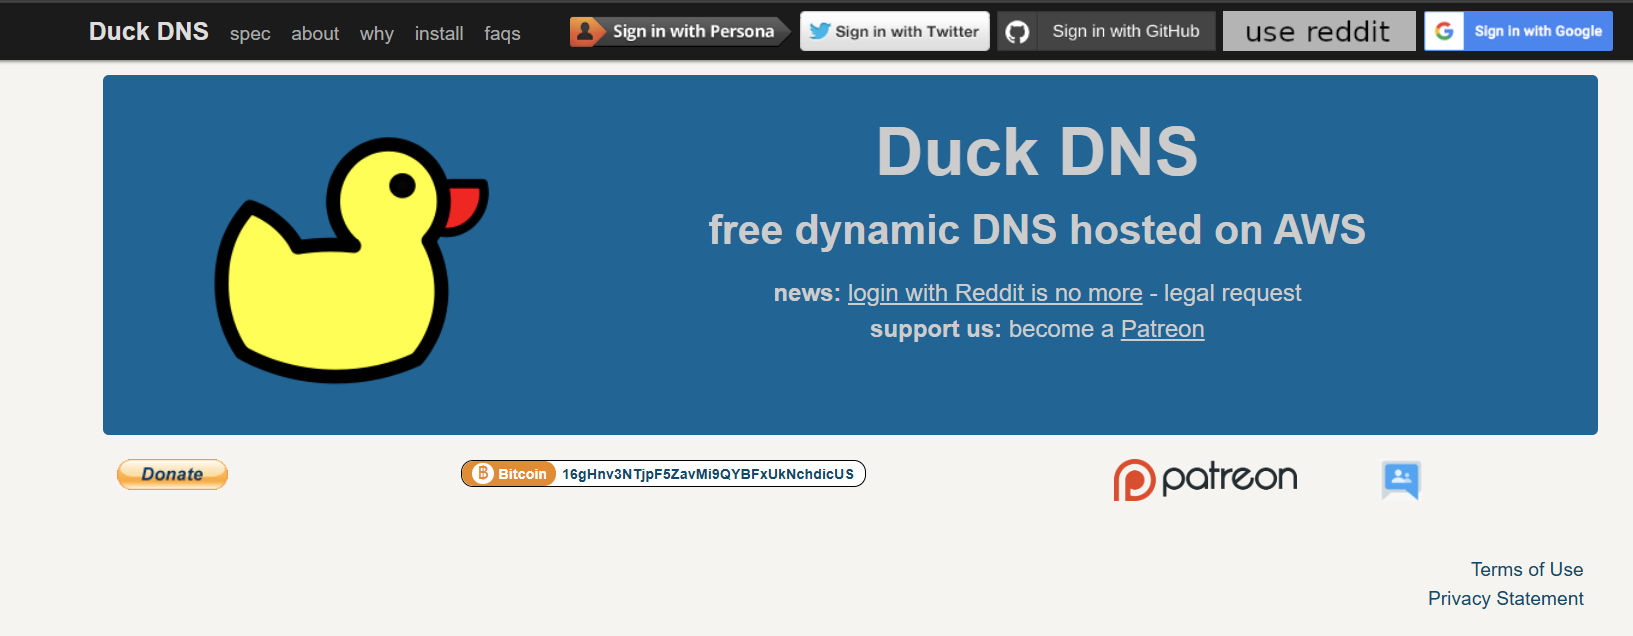 Duck DNS spec about why install faqs Sign in with Persona Sign in with Twitter Sign in with GitHub use reddit G Sign in with Google
Duck DNS
free dynamic DNS hosted on AWS
news: login with Reddit is no more - legal request
support us: become a Patreon
Donate Bitcoin 16gHnv3NTjpF5ZavMi9QYBFxUkNchdicUS patreon
Terms of Use
Privacy Statement